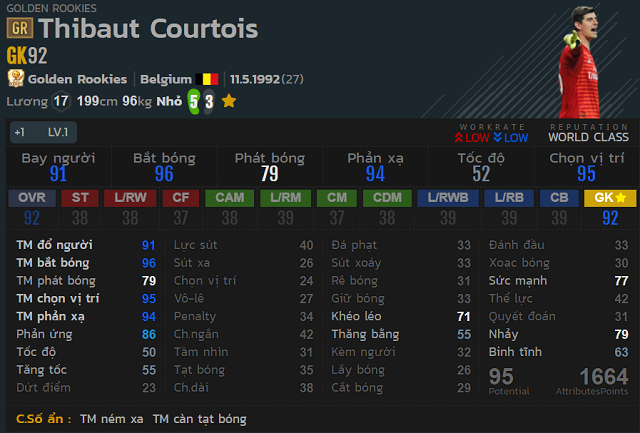 GOLDEN ROOKIES
GR Thibaut Courtois
GK92
Golden Rookies Belgium 11.5.1992 (27)
Lương 17 199cm 96kg Nhỏ 5 3
+1 LV.1
WORKRATE REPUTATION
LOW LOW WORLD CLASS
Bay người Bắt bóng Phát bóng Phản xạ Tốc độ Chọn vị trí
91 96 79 94 52 95
OVR ST L/RW CF CAM L/RM CM CDM L/RWB L/RB CB GK
92 38 38 37 38 39 37 38 39 39 39 92
TM đổ người 91 Lực sút 40 Đá phạt 33 Đánh đầu 33
TM bắt bóng 96 Sút xa 26 Sút xoáy 33 Xoạc bóng 30
TM phát bóng 79 Chọn vị trí 24 Rê bóng 31 Sức mạnh 77
TM chọn vị trí 95 Vô-lê 27 Giữ bóng 33 Thể lực 42
TM phản xạ 94 Penalty 34 Khéo léo 71 Quyết đoán 31
Phản ứng 86 Ch.ngắn 42 Thăng bằng 55 Nhảy 79
Tốc độ 50 Tầm nhìn 31 Kèm người 32 Bình tĩnh 63
Tăng tốc 55 Tạt bóng 35 Lấy bóng 26 95 1664
Dứt điểm 23 Ch.dài 38 Cắt bóng 29 Potential AttributesPoints
C.Số ẩn : TM ném xa TM cản tạt bóng